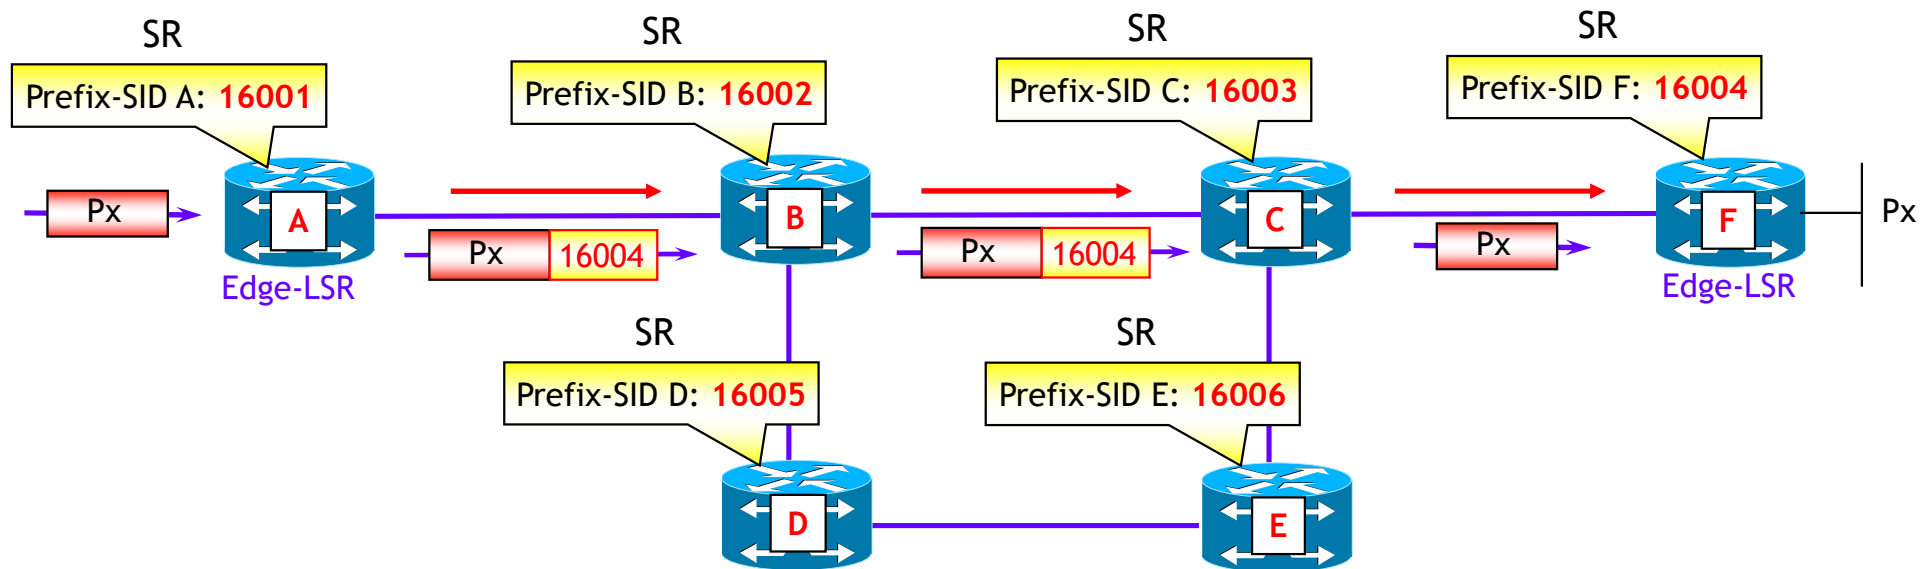 SR
SR
SR
SR
Prefix-SID A: 16001
Prefix-SID B: 16002
Prefix-SID C: 16003
Prefix-SID F: 16004
Px
A
B
C
F
Px
Px 16004
Px 16004
Px
Edge-LSR
Edge-LSR
SR
SR
Prefix-SID D: 16005
Prefix-SID E: 16006
D
E